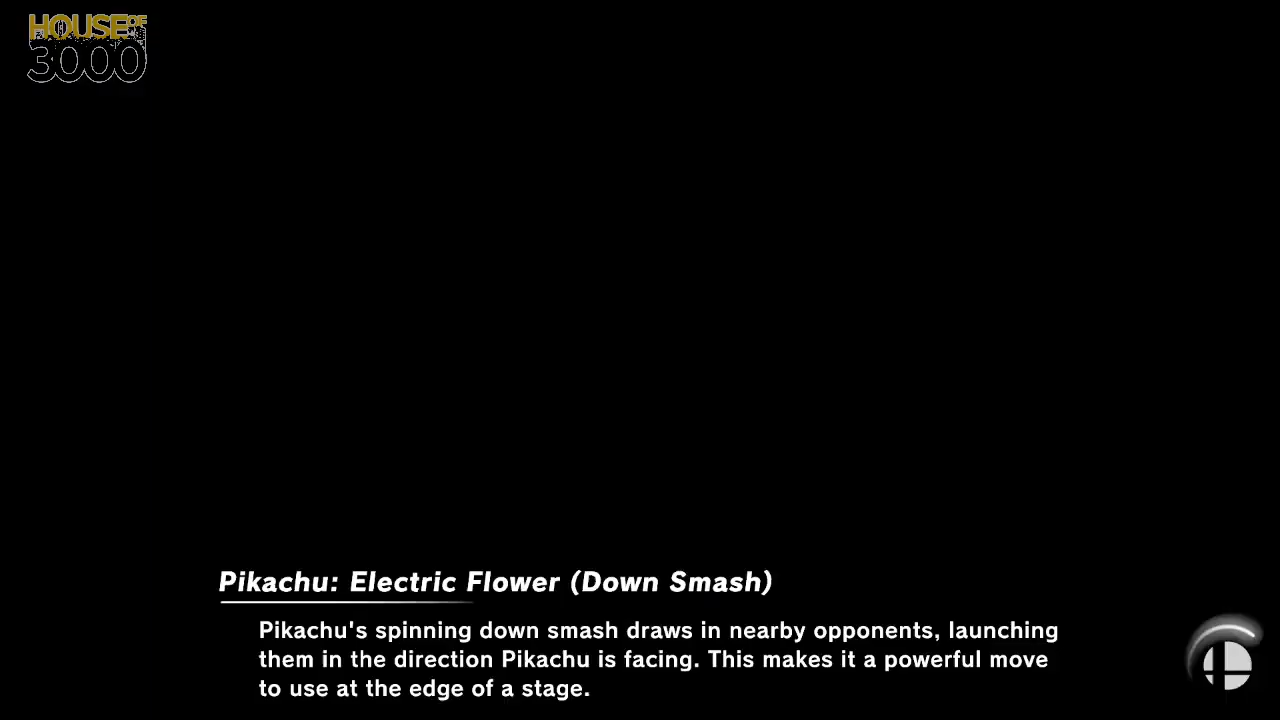 HOUSE OF
3000
Pikachu: Electric Flower (Down Smash)
Pikachu's spinning down smash draws in nearby opponents, launching
them in the direction Pikachu is facing. This makes it a powerful move
to use at the edge of a stage.